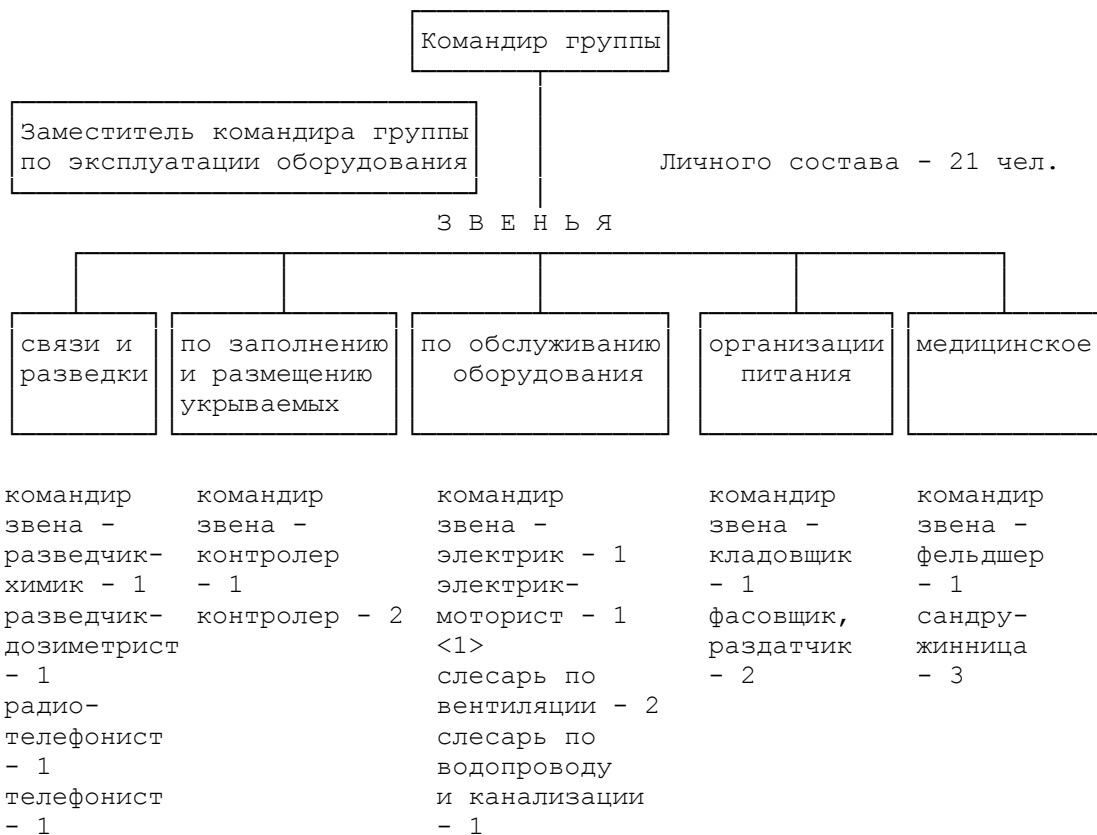 Командир группы
Заместитель командира группы
по эксплуатации оборудования
Личного состава - 21 чел.
З В Е Н Ь Я
связи и
разведки
по заполнению
и размещению
укрываемых
по обслуживанию
оборудования
организации
питания
медицинское
командир
звена -
разведчик-
химик - 1
разведчик-
дозиметрист
- 1
радио-
телефонист
- 1
телефонист
- 1
командир
звена -
контролер
- 1
контролер - 2
командир
звена -
электрик - 1
электрик-
моторист - 1
<1>
слесарь по
вентиляции - 2
слесарь по
водопроводу
и канализации
- 1
командир
звена -
кладовщик
- 1
фасовщик,
раздатчик
- 2
командир
звена -
фельдшер
- 1
сандру-
жинница
- 3